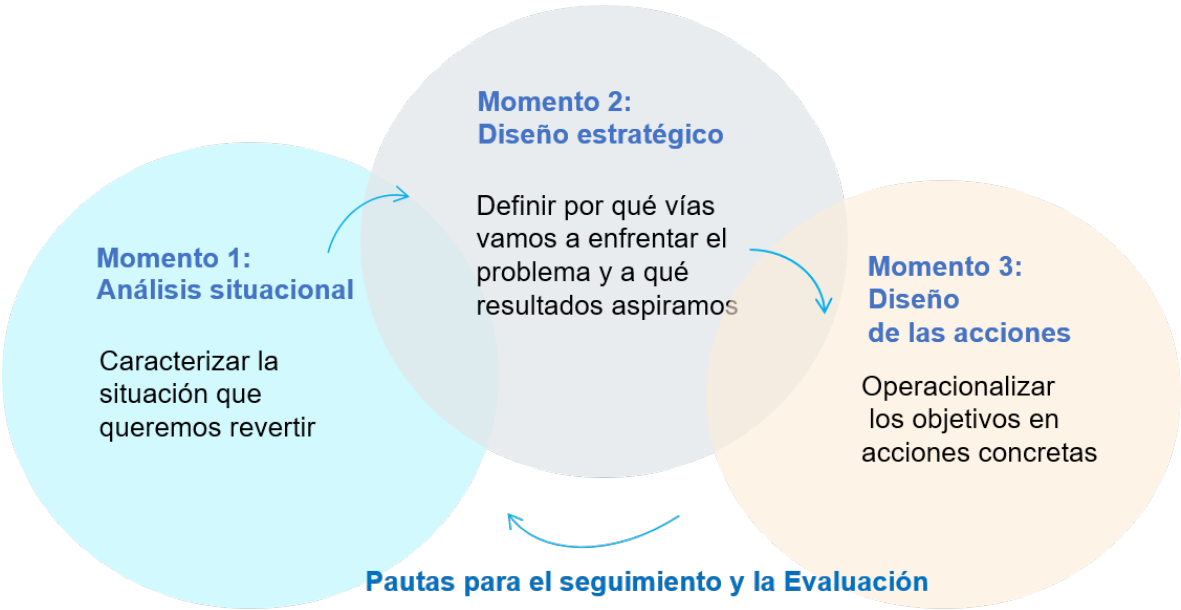 Momento 1:
Análisis situacional
Caracterizar la
situación que
queremos revertir
Momento 2:
Diseño estratégico
Definir por qué vías
vamos a enfrentar el
problema y a qué
resultados aspiramos
Momento 3:
Diseño
de las acciones
Operacionalizar
los objetivos en
acciones concretas
Pautas para el seguimiento y la Evaluación